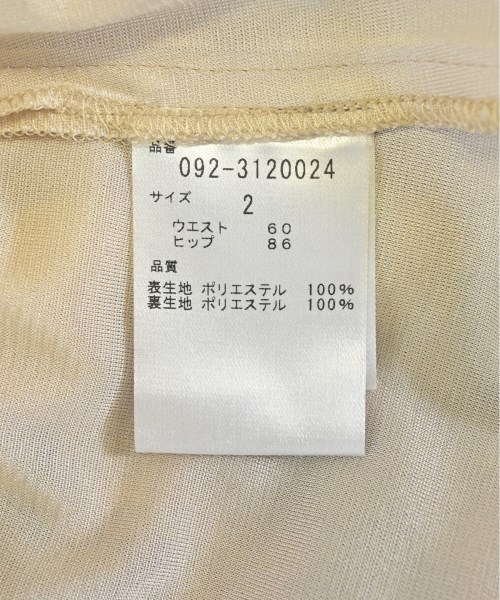 品番
092-3120024
サイズ 2
ウエスト 60
ヒップ 86
品質
表生地 ポリエステル 100%
裏生地 ポリエステル 100%